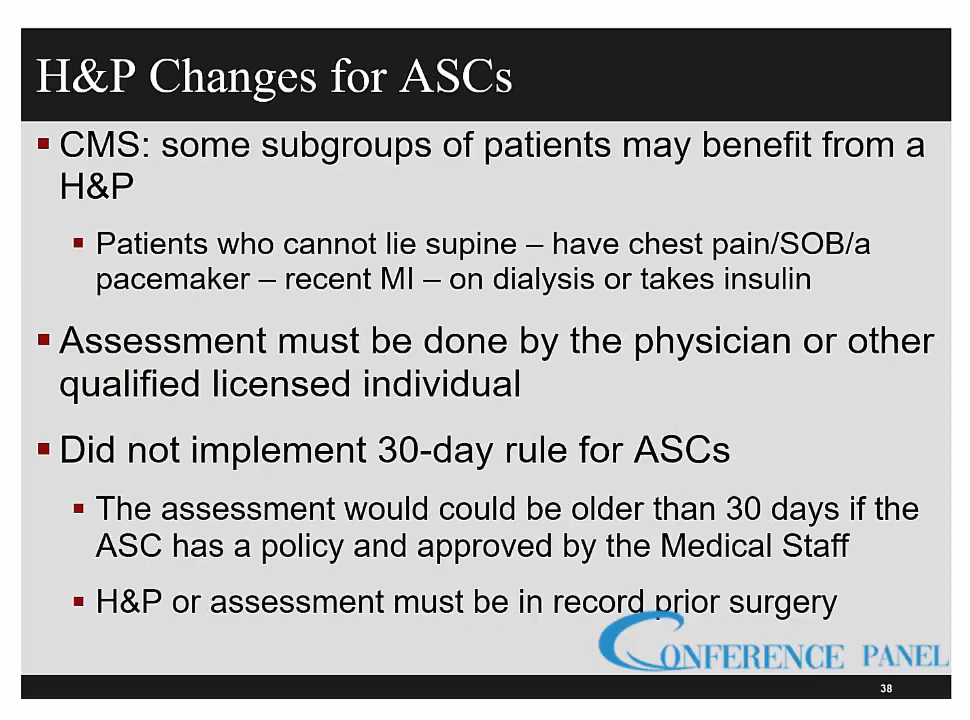 H&P Changes for ASCs
▪ CMS: some subgroups of patients may benefit from a
H&P
▪ Patients who cannot lie supine – have chest pain/SOB/a
pacemaker – recent MI – on dialysis or takes insulin
▪ Assessment must be done by the physician or other
qualified licensed individual
▪ Did not implement 30-day rule for ASCs
▪ The assessment would could be older than 30 days if the
ASC has a policy and approved by the Medical Staff
▪ H&P or assessment must be in record prior surgery
CONFERENCE PANEL
38